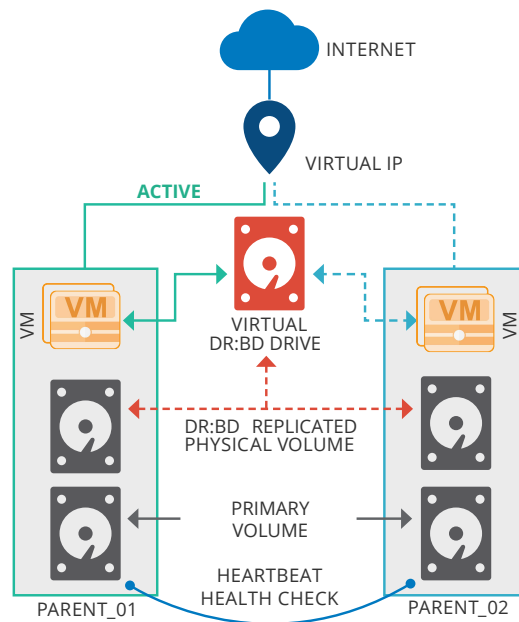 INTERNET
VIRTUAL IP
ACTIVE
VM
VM
VIRTUAL
DR:BD DRIVE
VM
VM
DR:BD REPLICATED
PHYSICAL VOLUME
PRIMARY
VOLUME
HEARTBEAT
HEALTH CHECK
PARENT_01
PARENT_02